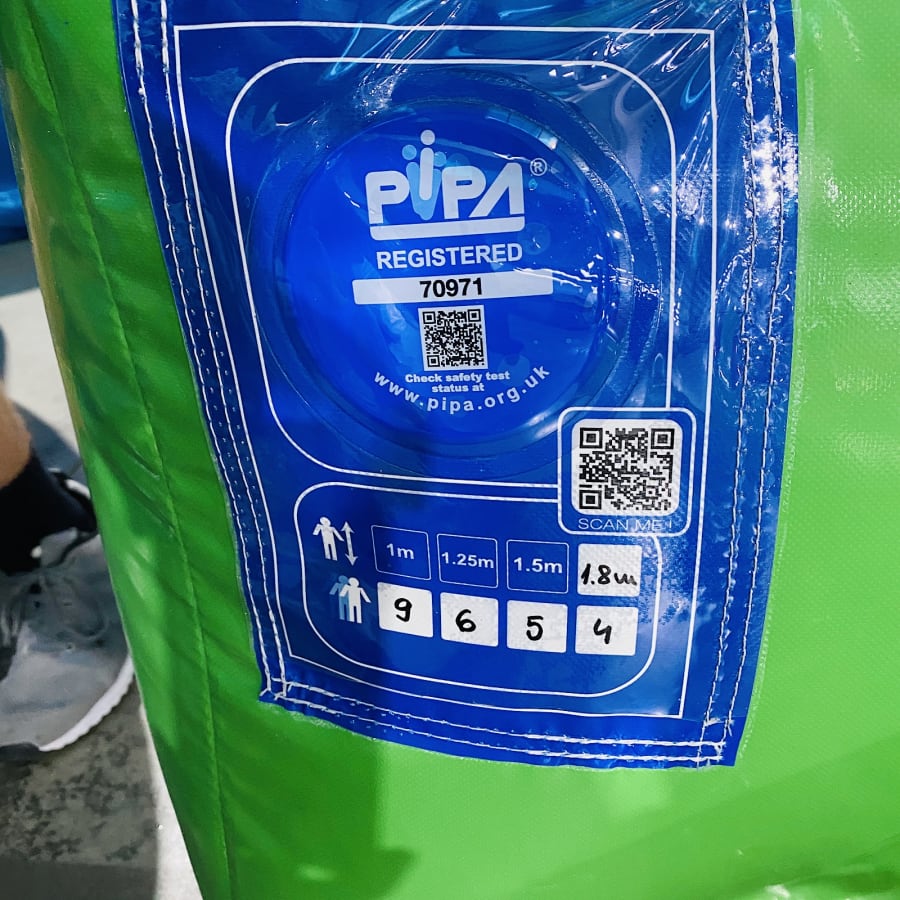 PiPA®
REGISTERED
70971
Check safety test
status at
www.pipa.org.uk
SCAN ME !
1m 1.25m 1.5m 1.8m
9 6 5 4